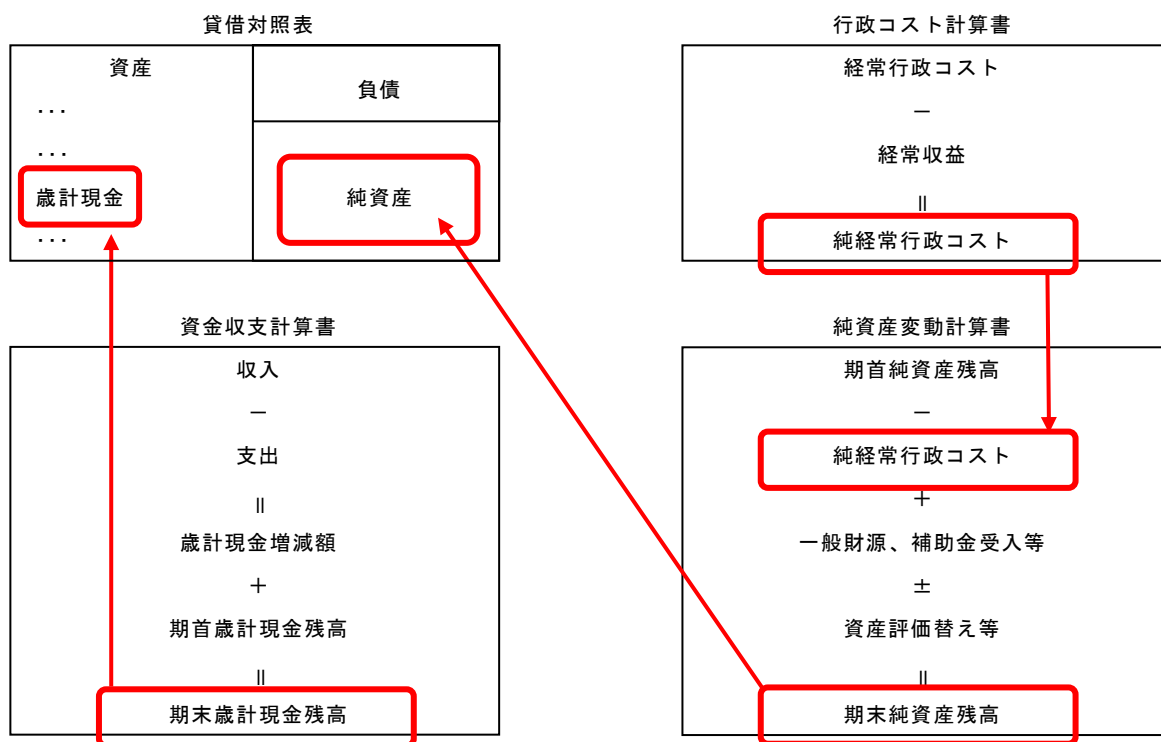 貸借対照表
資産
負債
･･･
･･･
歳計現金
純資産
･･･
行政コスト計算書
経常行政コスト
－
経常収益
＝
純経常行政コスト
資金収支計算書
収入
－
支出
＝
歳計現金増減額
＋
期首歳計現金残高
＝
期末歳計現金残高
純資産変動計算書
期首純資産残高
－
純経常行政コスト
＋
一般財源、補助金受入等
±
資産評価替え等
＝
期末純資産残高